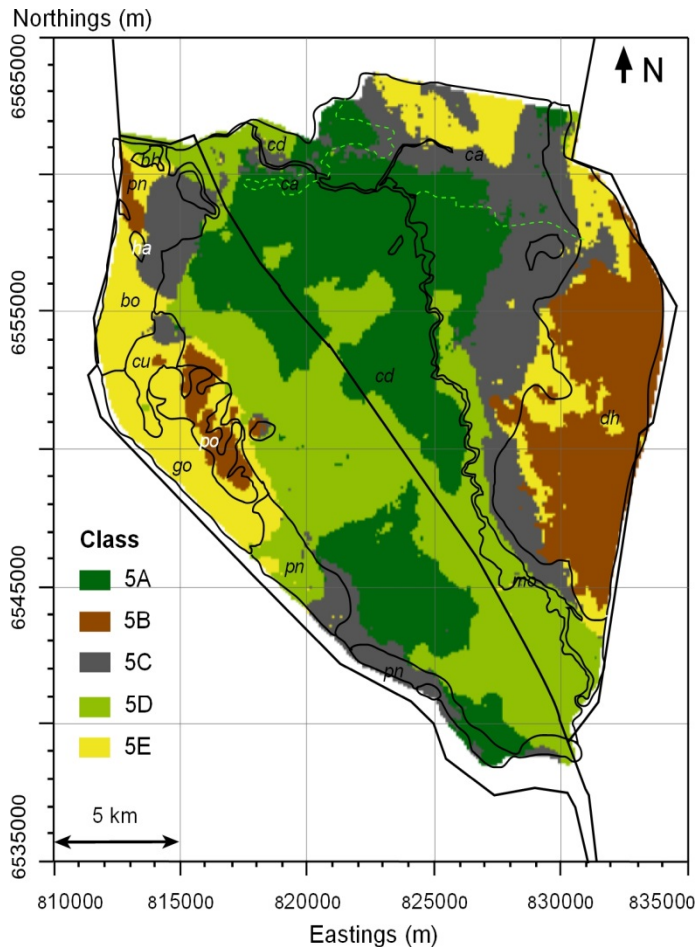 Northings (m)
N
6565000
6555000
6545000
6535000
cd
ca
bh
pn
ca
ha
bo
cu
cd
po
dh
go
pn
mo
pn
Class
5A
5B
5C
5D
5E
5 km
810000 815000 820000 825000 830000 835000
Eastings (m)